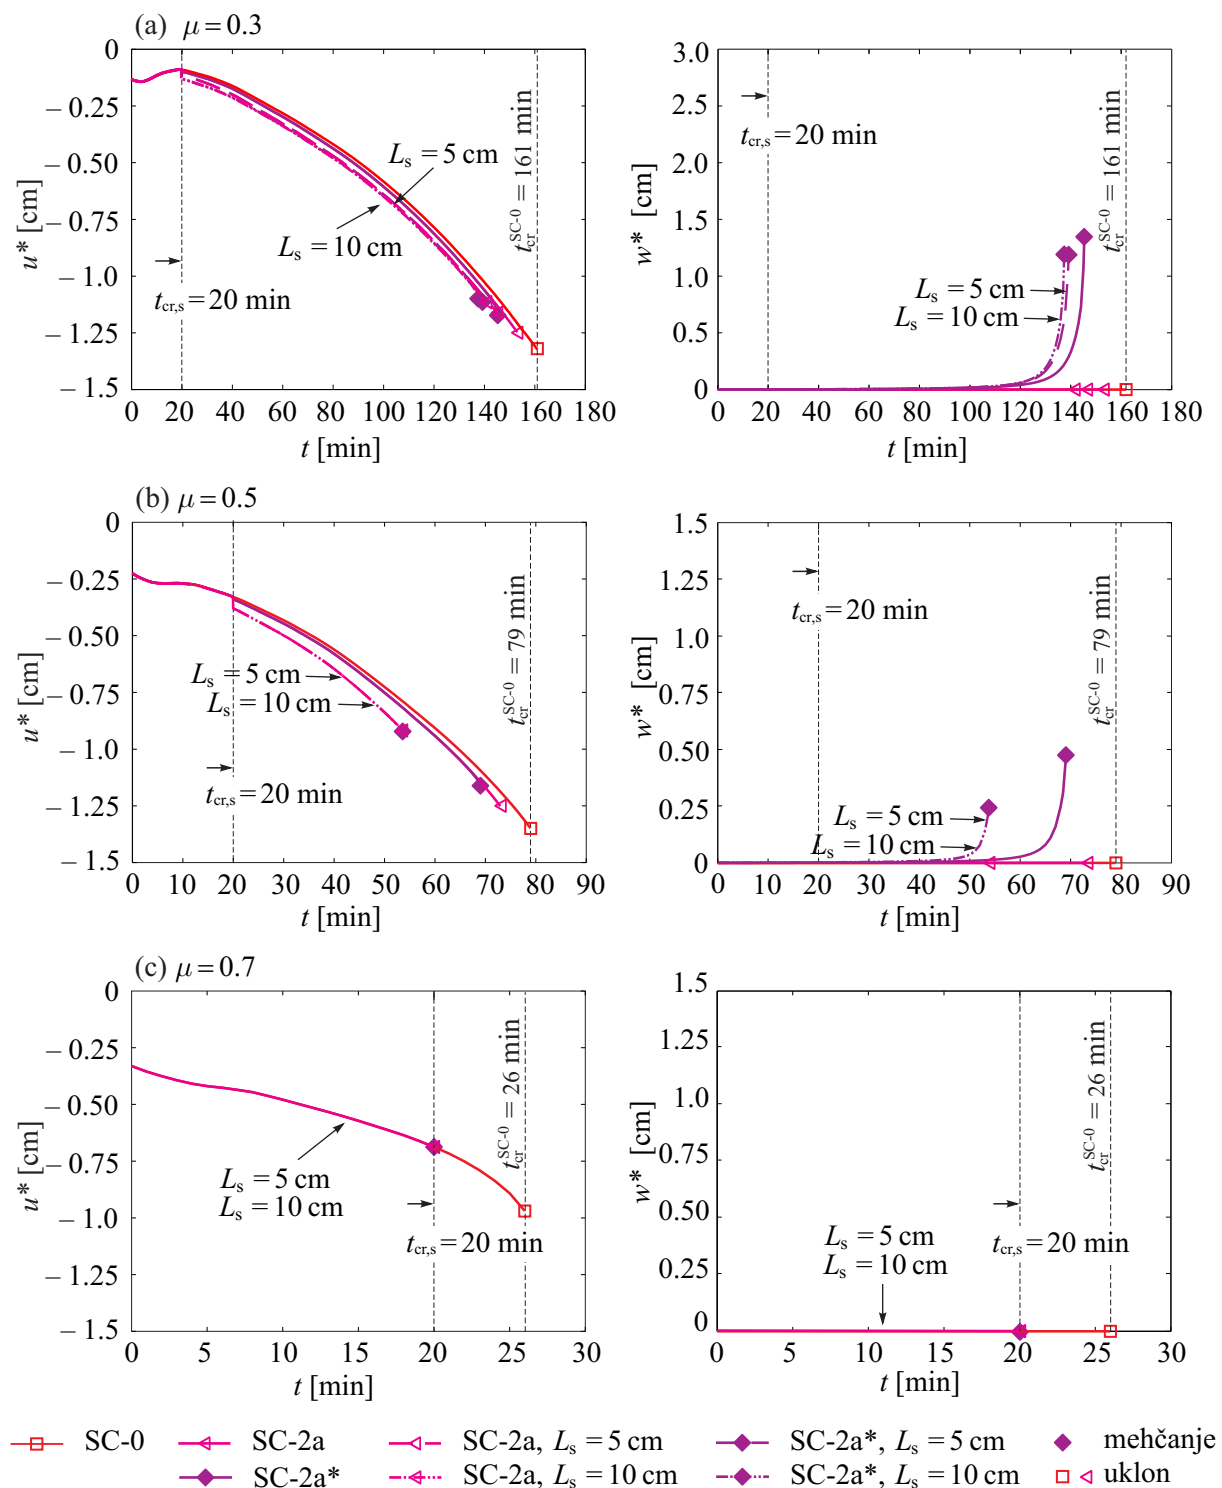 (a) μ = 0.3
0
− 0.25
− 0.50
− 0.75
− 1.0
− 1.25
− 1.5
u* [cm]
0 20 40 60 80 100 120 140 160 180
t [min]
L_s = 5 cm
L_s = 10 cm
t_cr,s = 20 min
t_cr^SC-0 = 161 min
3.0
2.5
2.0
1.5
1.0
0.5
0
w* [cm]
0 20 40 60 80 100 120 140 160 180
t [min]
t_cr,s = 20 min
t_cr^SC-0 = 161 min
L_s = 5 cm
L_s = 10 cm
(b) μ = 0.5
0
− 0.25
− 0.50
− 0.75
− 1.0
− 1.25
− 1.5
u* [cm]
0 10 20 30 40 50 60 70 80 90
t [min]
L_s = 5 cm
L_s = 10 cm
t_cr,s = 20 min
t_cr^SC-0 = 79 min
1.5
1.25
1.0
0.75
0.50
0.25
0
w* [cm]
0 10 20 30 40 50 60 70 80 90
t [min]
t_cr,s = 20 min
t_cr^SC-0 = 79 min
L_s = 5 cm
L_s = 10 cm
(c) μ = 0.7
0
− 0.25
− 0.50
− 0.75
− 1.0
− 1.25
− 1.5
u* [cm]
0 5 10 15 20 25 30
t [min]
L_s = 5 cm
L_s = 10 cm
t_cr,s = 20 min
t_cr^SC-0 = 26 min
1.5
1.25
1.0
0.75
0.50
0.25
0
w* [cm]
0 5 10 15 20 25 30
t [min]
L_s = 5 cm
L_s = 10 cm
t_cr,s = 20 min
t_cr^SC-0 = 26 min
SC-0 SC-2a SC-2a, L_s = 5 cm SC-2a*, L_s = 5 cm mehčanje
SC-2a* SC-2a, L_s = 10 cm SC-2a*, L_s = 10 cm uklon